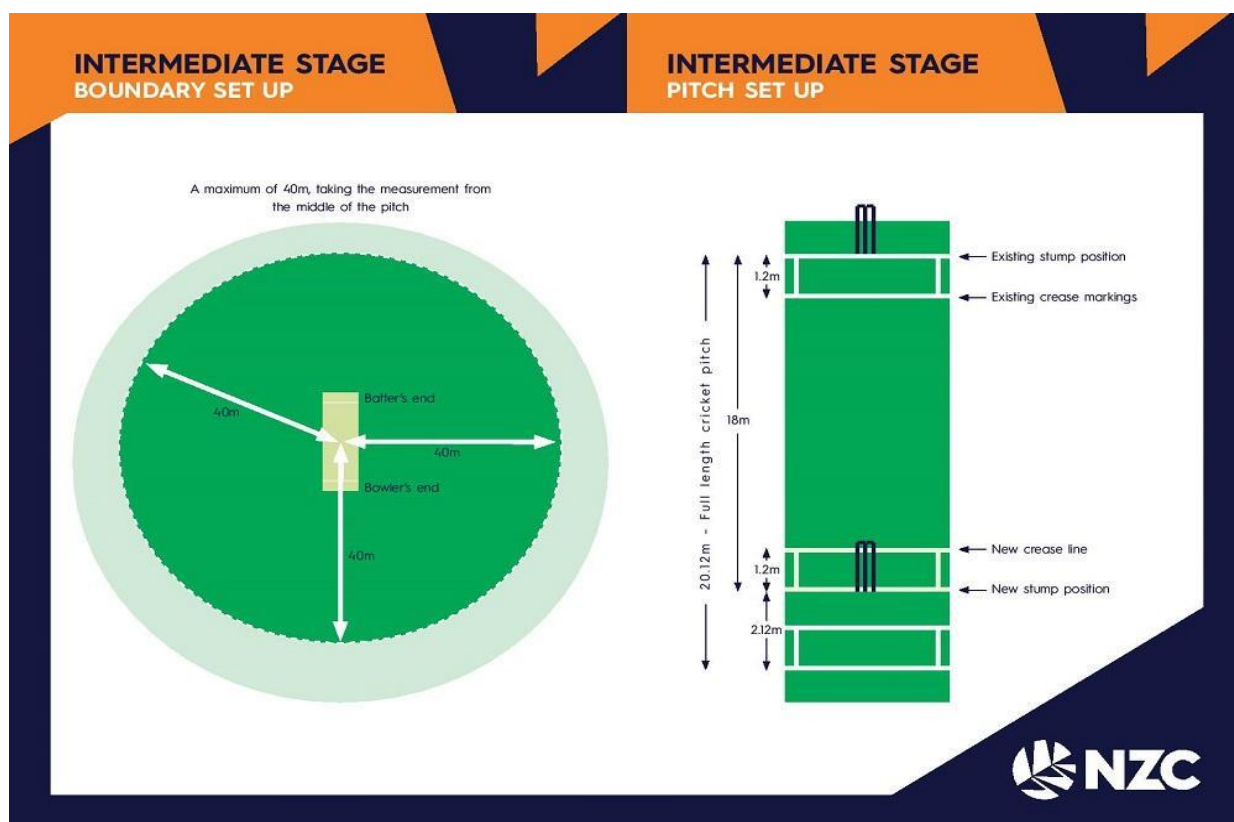 INTERMEDIATE STAGE
BOUNDARY SET UP
A maximum of 40m, taking the measurement from
the middle of the pitch
Batter's end
40m
40m
Bowler's end
40m
INTERMEDIATE STAGE
PITCH SET UP
Existing stump position
1.2m
Existing crease markings
20.12m - Full length cricket pitch
18m
New crease line
1.2m
New stump position
2.12m
NZC